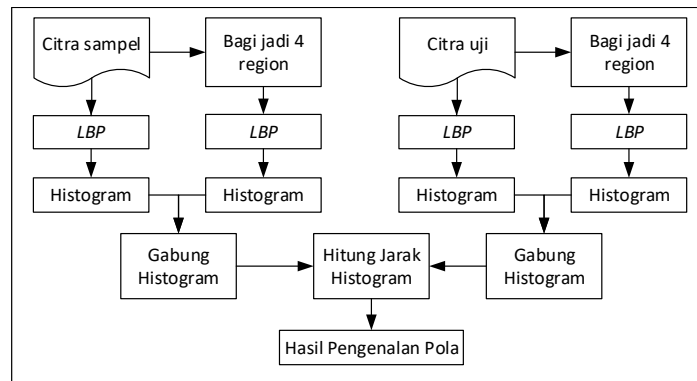 Citra sampel
Bagi jadi 4
region
Citra uji
Bagi jadi 4
region
LBP
LBP
LBP
LBP
Histogram
Histogram
Histogram
Histogram
Gabung
Histogram
Hitung Jarak
Histogram
Gabung
Histogram
Hasil Pengenalan Pola